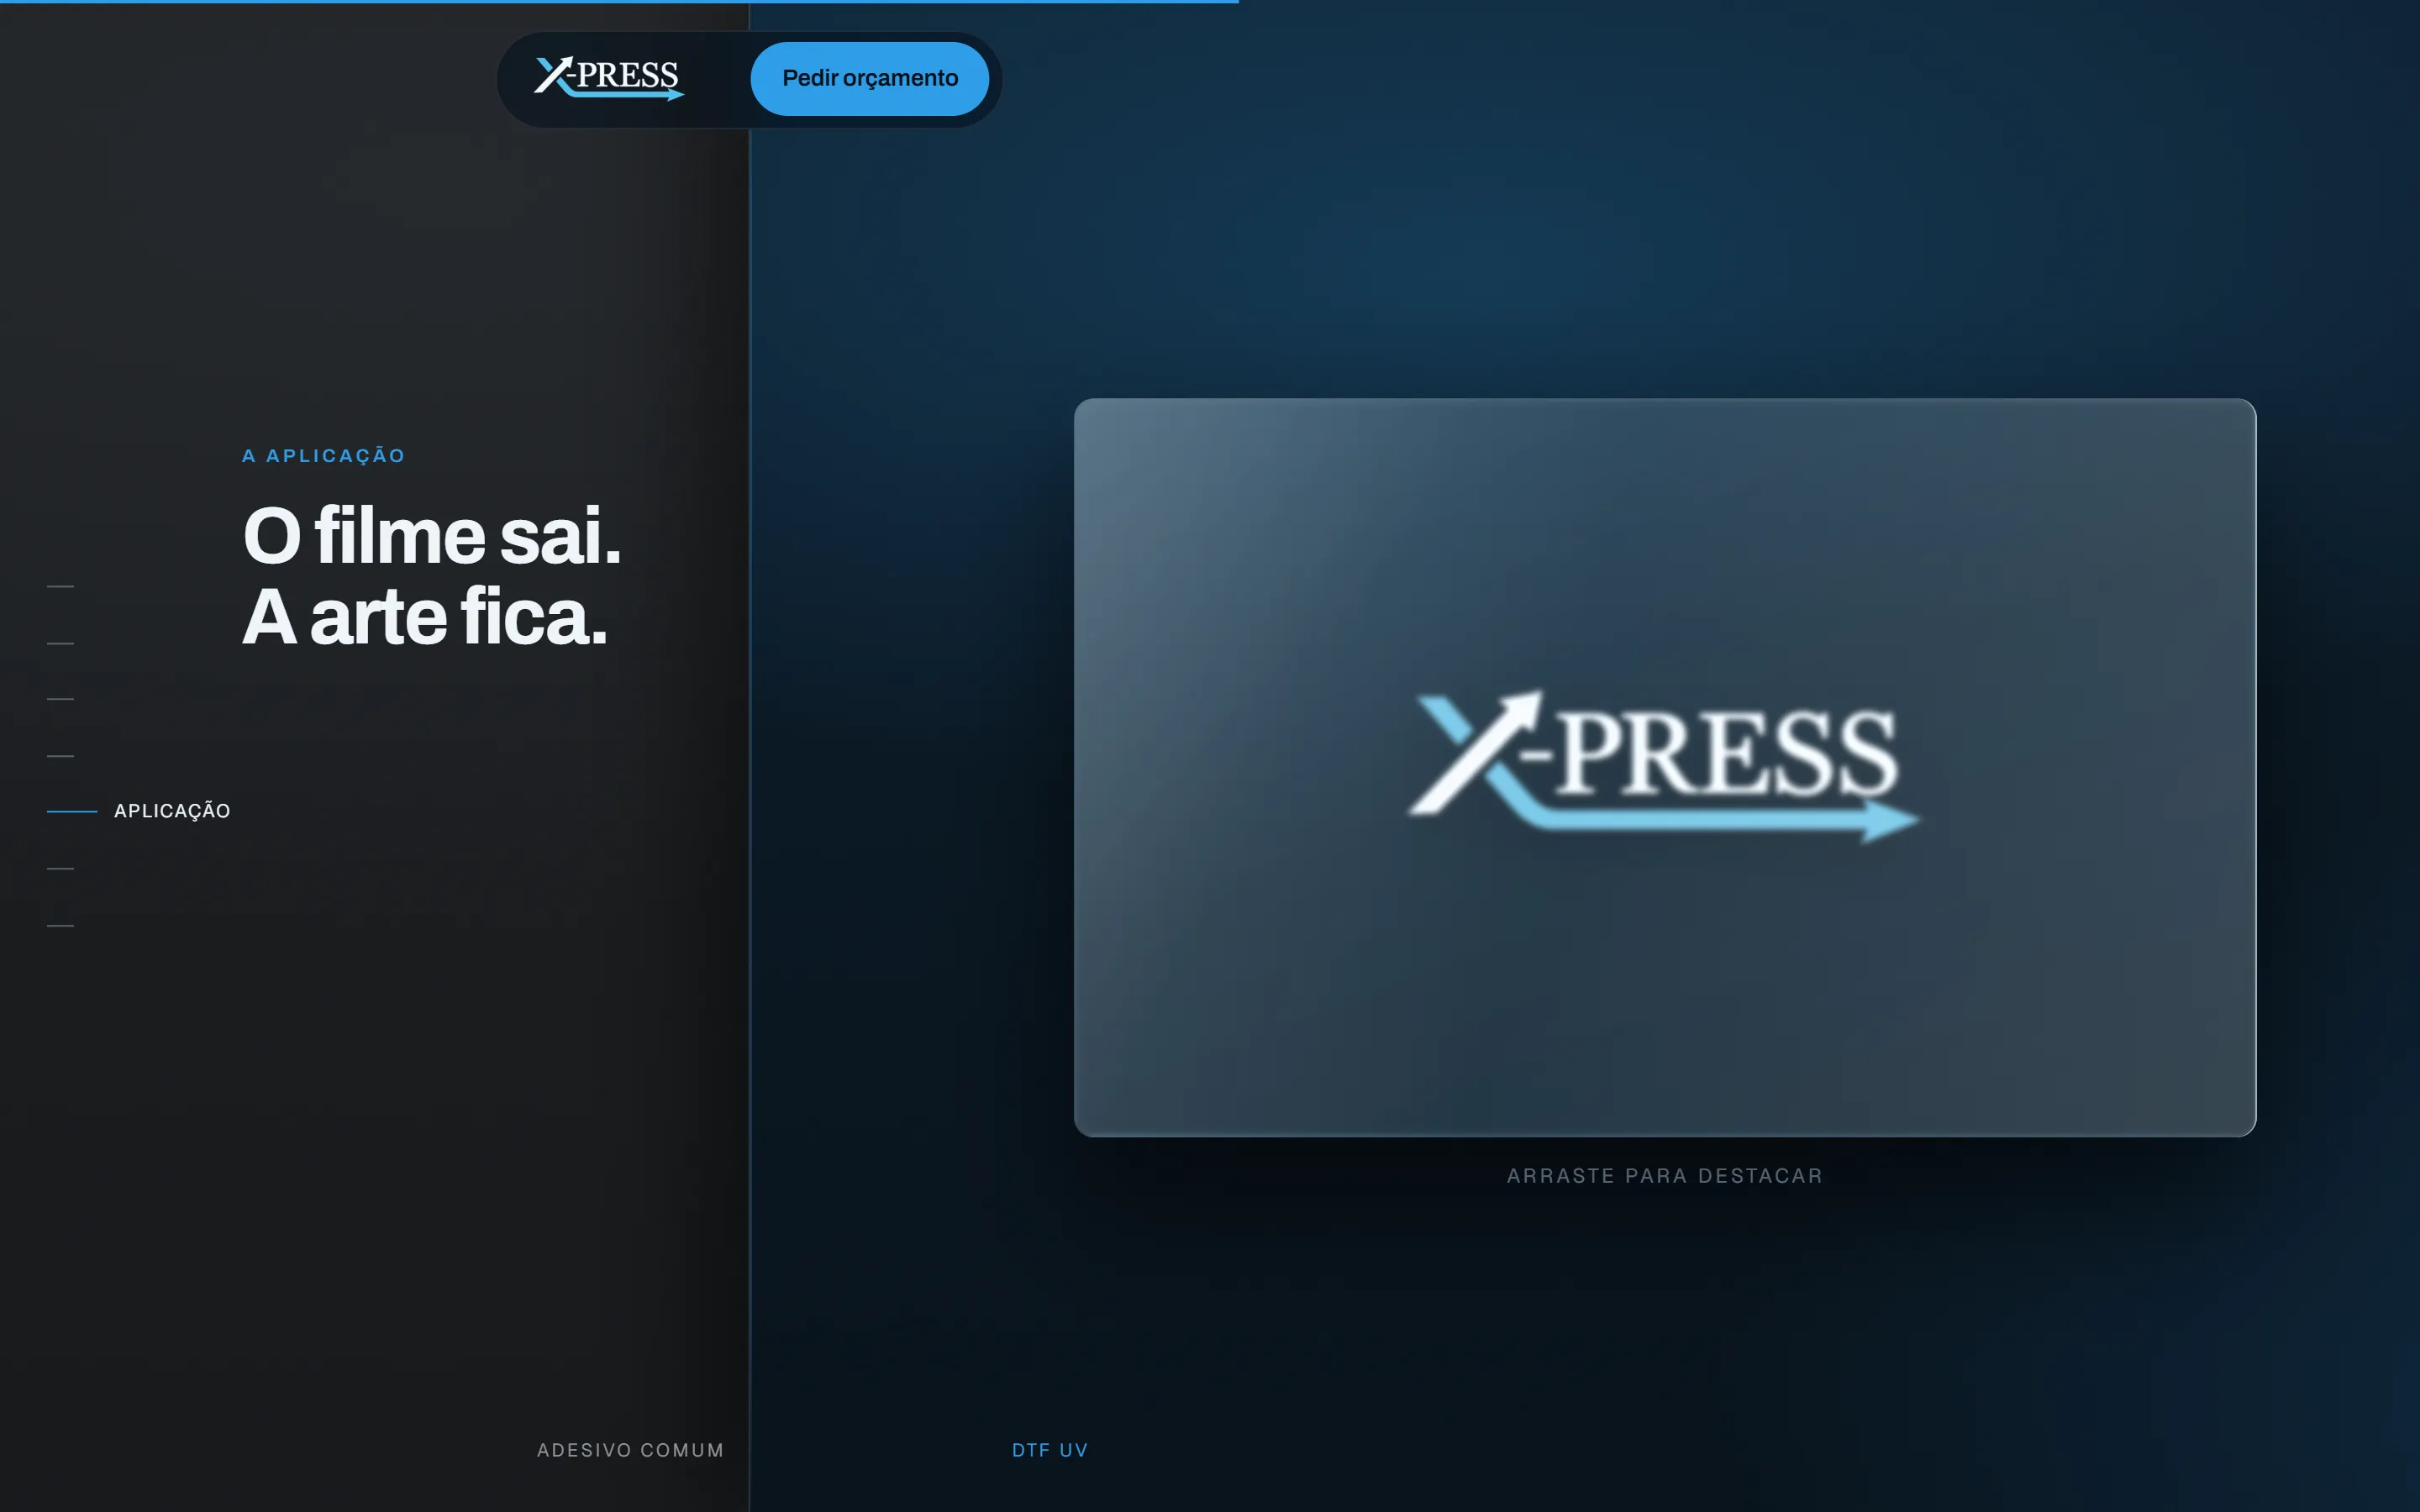 X-PRESS
Pedir orçamento
A APLICAÇÃO
O filme sai.
A arte fica.
APLICAÇÃO
X-PRESS
ARRASTE PARA DESTACAR
ADESIVO COMUM
DTF UV